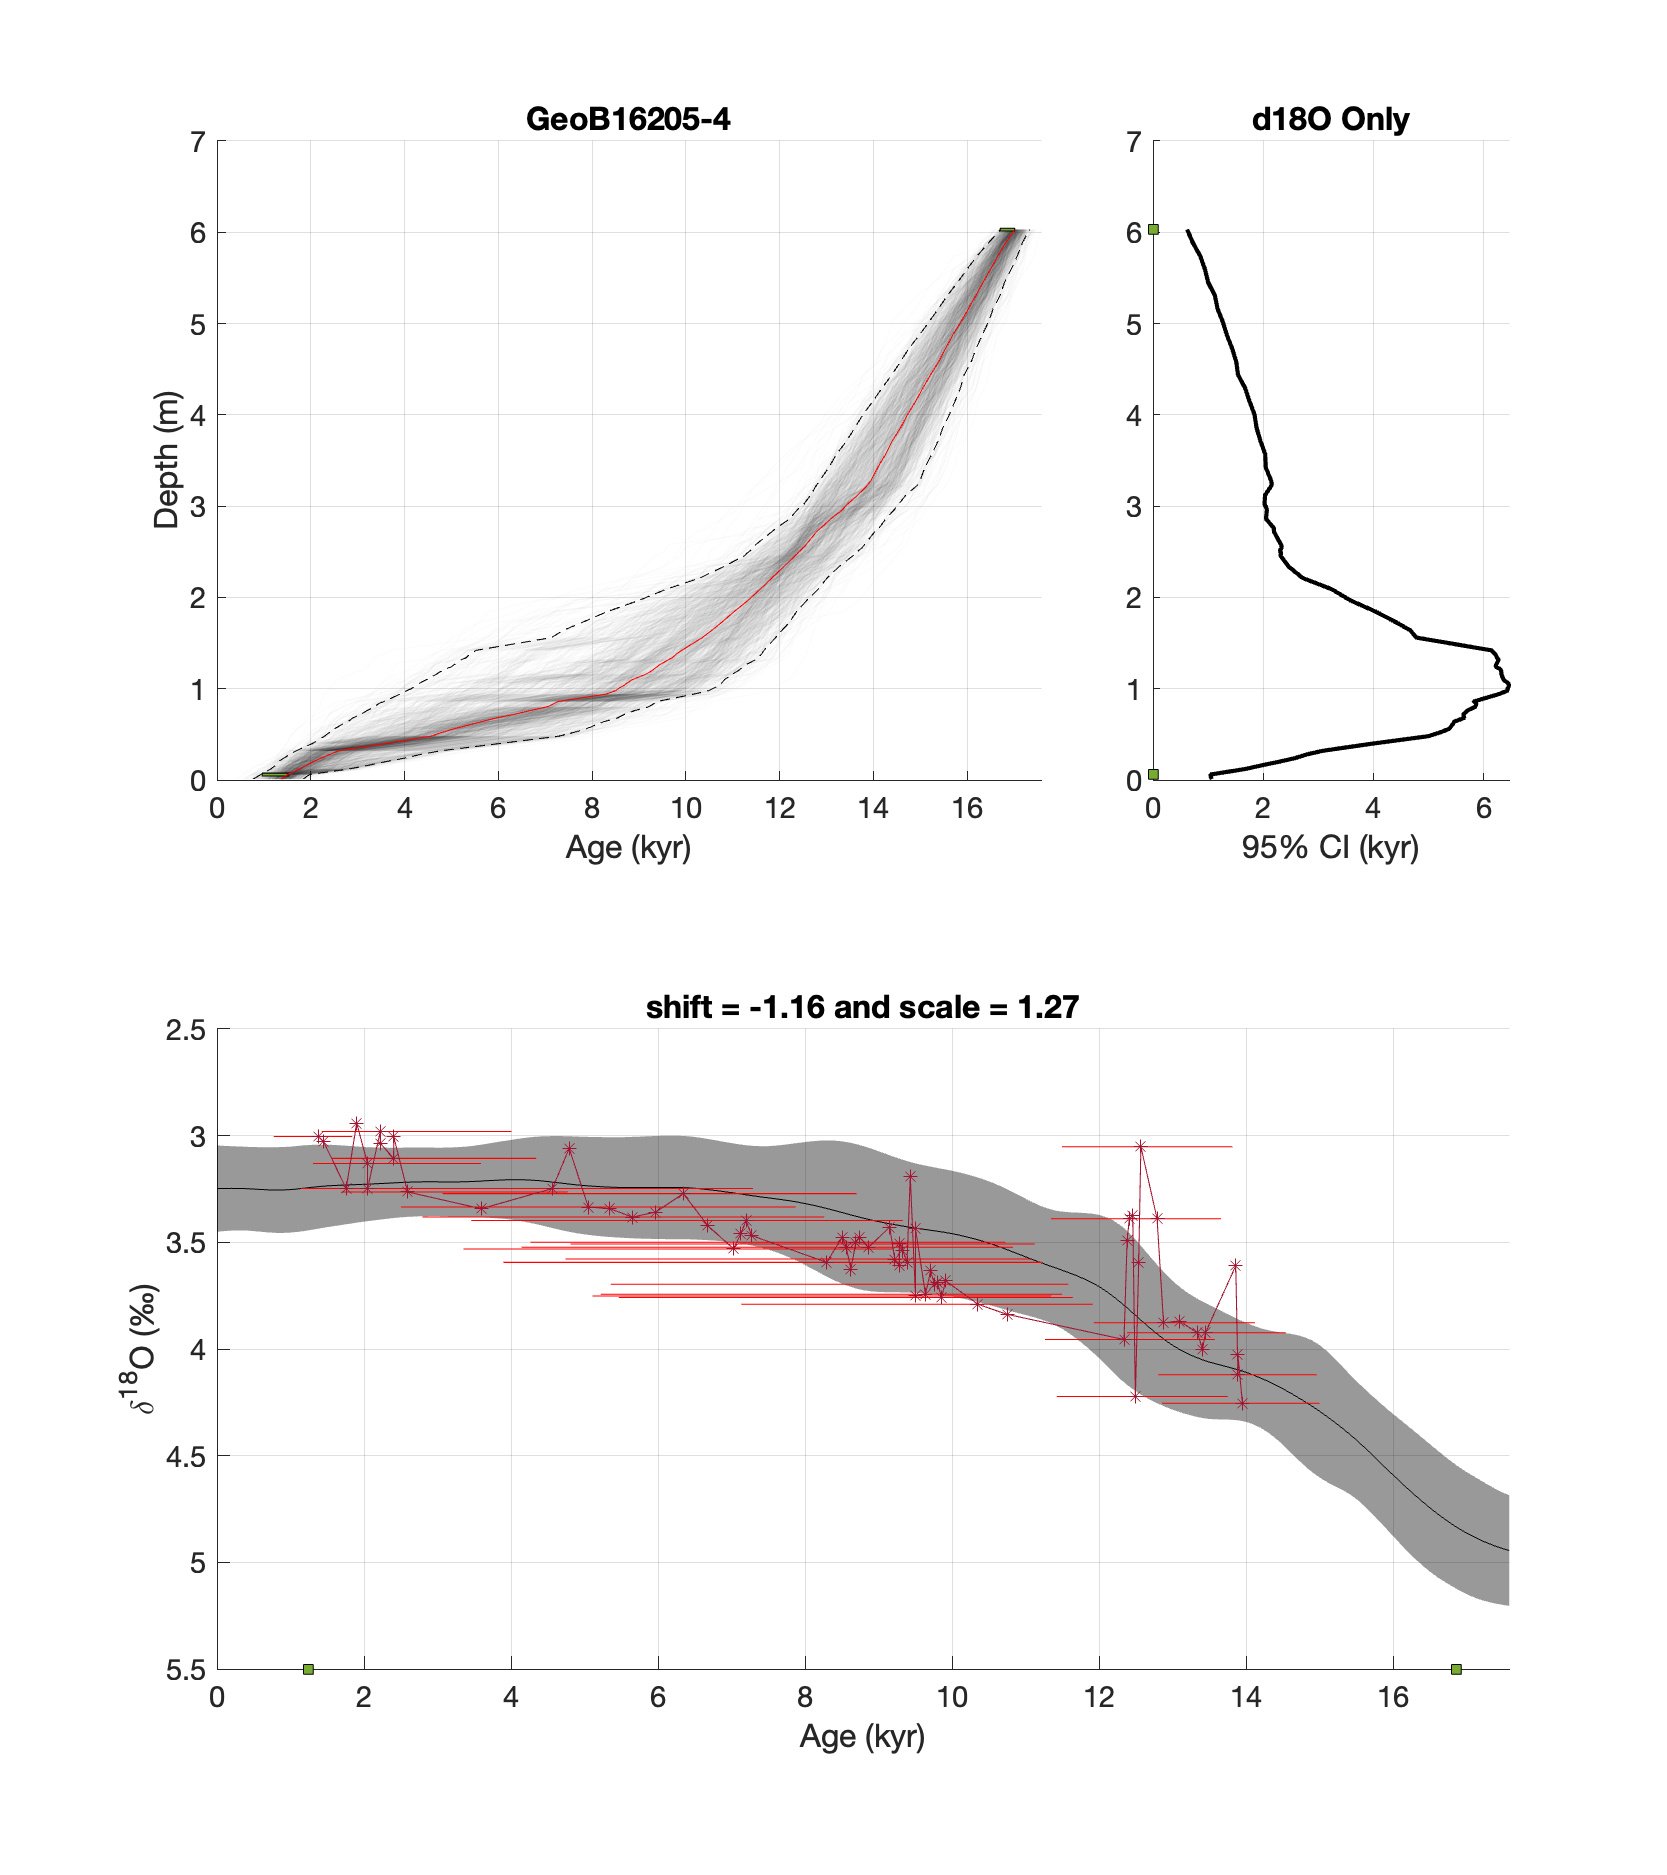 GeoB16205-4
d18O Only
7
6
5
4
3
2
1
0
Depth (m)
0 2 4 6 8 10 12 14 16
Age (kyr)
7
6
5
4
3
2
1
0
0 2 4 6
95% CI (kyr)
shift = -1.16 and scale = 1.27
2.5
3
3.5
4
4.5
5
5.5
δ18O (‰)
0 2 4 6 8 10 12 14 16
Age (kyr)